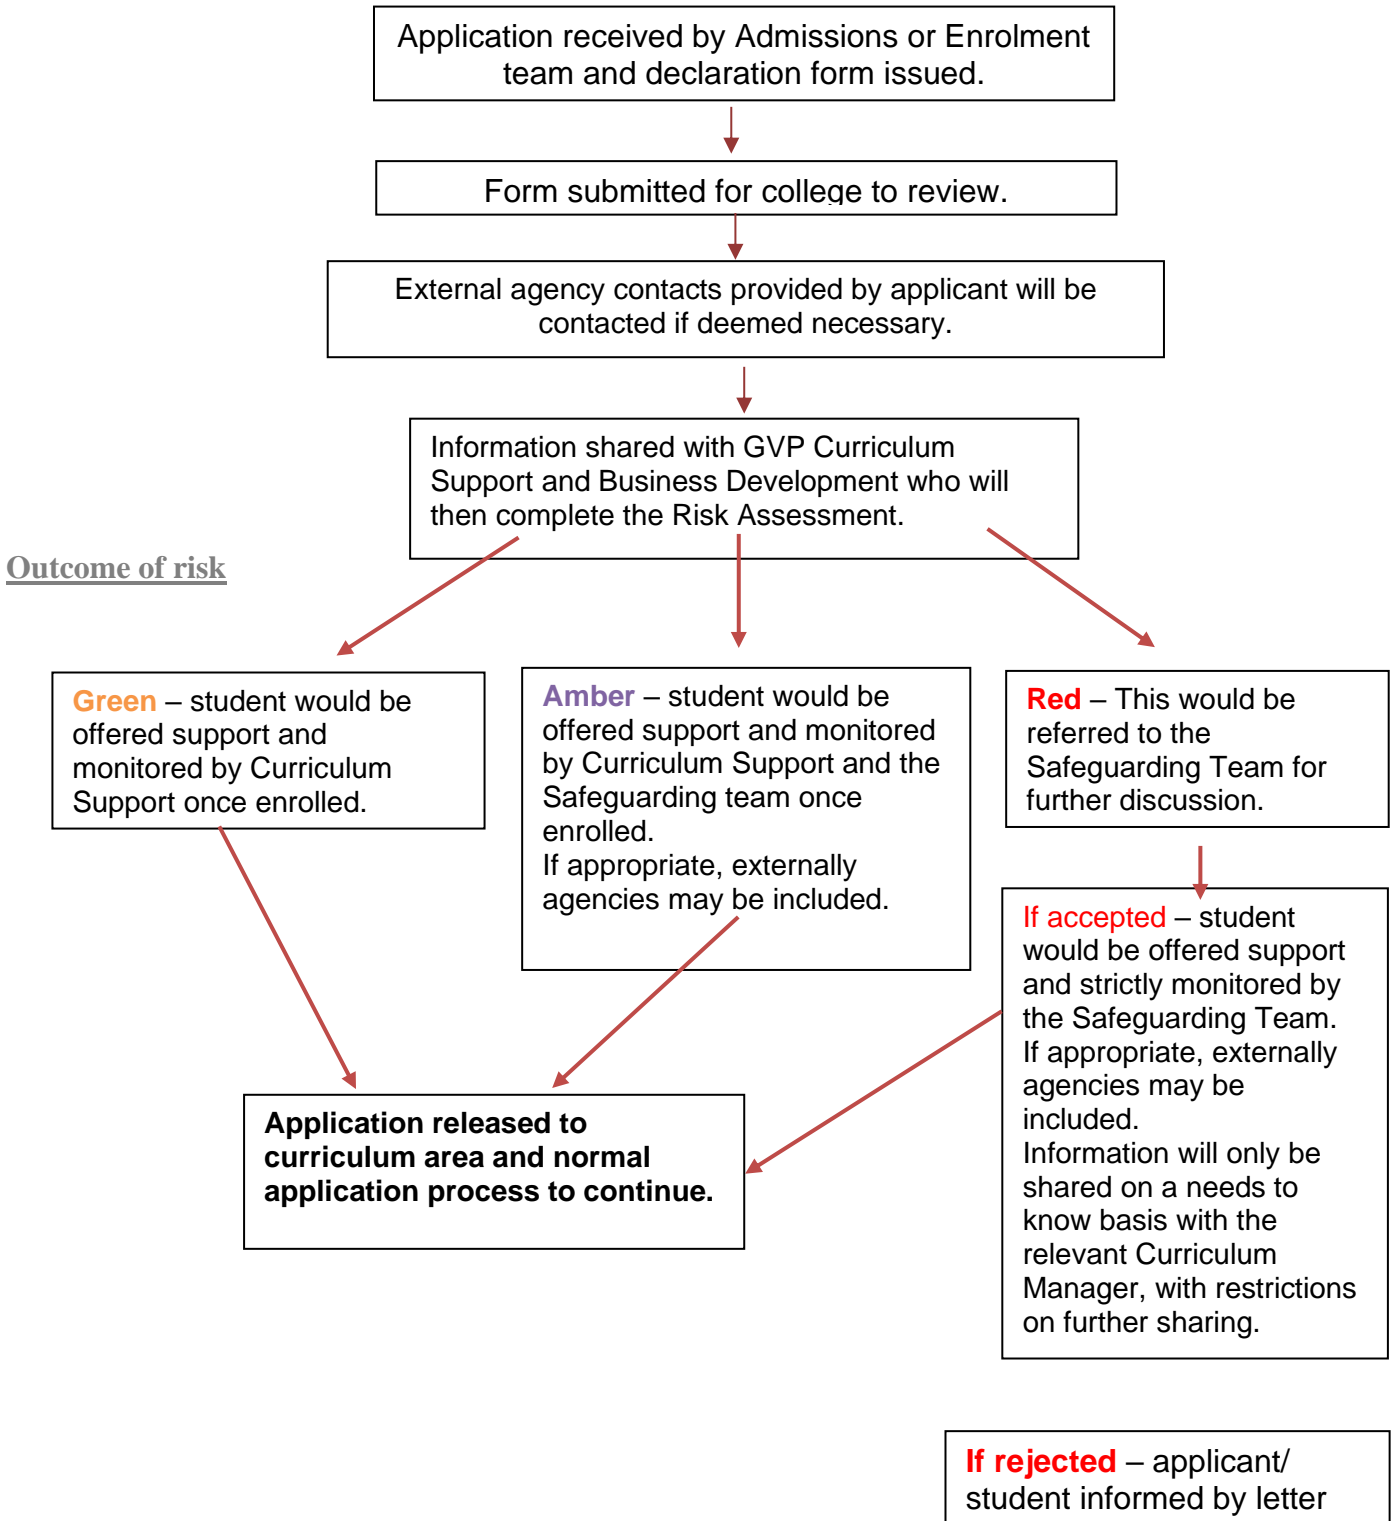 Application received by Admissions or Enrolment
team and declaration form issued.
Form submitted for college to review.
External agency contacts provided by applicant will be
contacted if deemed necessary.
Information shared with GVP Curriculum
Support and Business Development who will
then complete the Risk Assessment.
Outcome of risk
Green – student would be
offered support and
monitored by Curriculum
Support once enrolled.
Amber – student would be
offered support and monitored
by Curriculum Support and the
Safeguarding team once
enrolled.
If appropriate, externally
agencies may be included.
Red – This would be
referred to the
Safeguarding Team for
further discussion.
If accepted – student
would be offered support
and strictly monitored by
the Safeguarding Team.
If appropriate, externally
agencies may be
included.
Information will only be
shared on a needs to
know basis with the
relevant Curriculum
Manager, with restrictions
on further sharing.
Application released to
curriculum area and normal
application process to continue.
If rejected – applicant/
student informed by letter